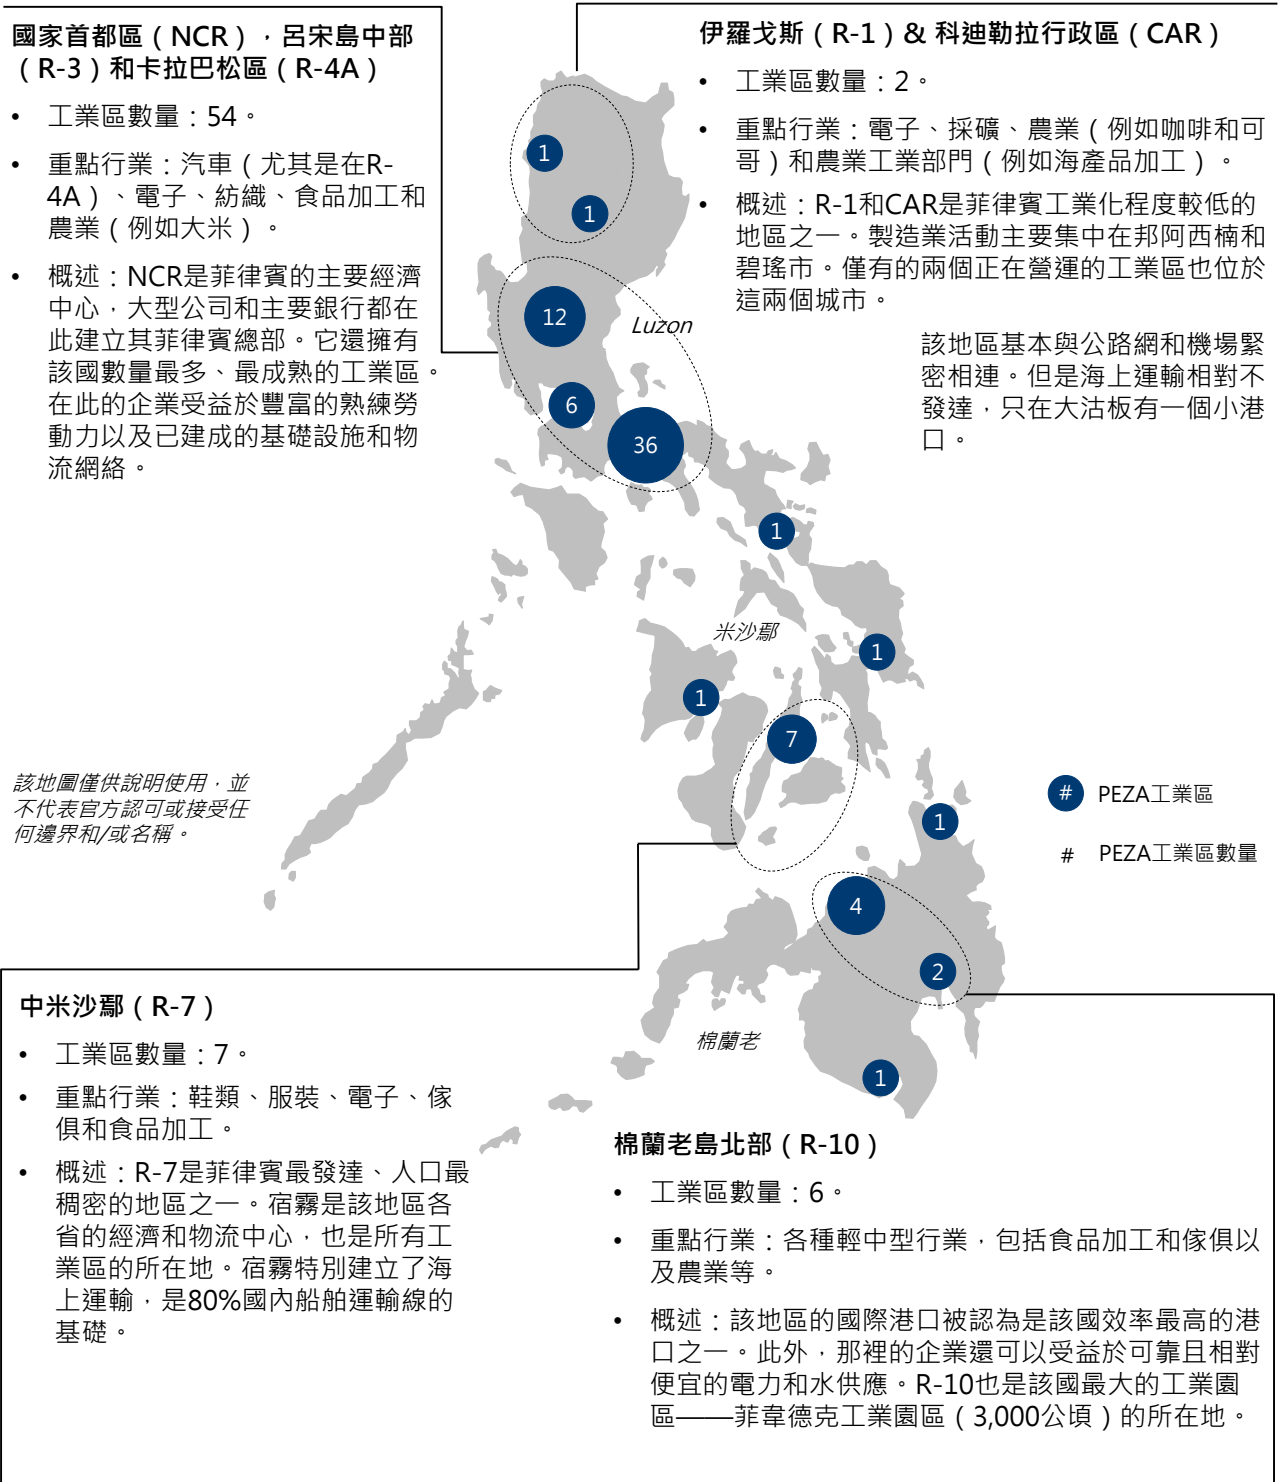 國家首都區（NCR），呂宋島中部
（R-3）和卡拉巴松區（R-4A）
• 工業區數量：54。
• 重點行業：汽車（尤其是在R-
4A）、電子、紡織、食品加工和
農業（例如大米）。
• 概述：NCR是菲律賓的主要經濟
中心，大型公司和主要銀行都在
此建立其菲律賓總部。它還擁有
該國數量最多、最成熟的工業區。
在此的企業受益於豐富的熟練勞
動力以及已建成的基礎設施和物
流網絡。
伊羅戈斯（R-1）& 科迪勒拉行政區（CAR）
• 工業區數量：2。
• 重點行業：電子、採礦、農業（例如咖啡和可
哥）和農業工業部門（例如海產品加工）。
• 概述：R-1和CAR是菲律賓工業化程度較低的
地區之一。製造業活動主要集中在邦阿西楠和
碧瑤市。僅有的兩個正在營運的工業區也位於
這兩個城市。
該地區基本與公路網和機場緊
密相連。但是海上運輸相對不
發達，只在大沽板有一個小港
口。
1
1
12
Luzon
6
36
1
米沙鄢
1
1
7
該地圖僅供說明使用，並
不代表官方認可或接受任
何邊界和/或名稱。
# PEZA工業區
# PEZA工業區數量
1
4
2
棉蘭老
1
中米沙鄢（R-7）
• 工業區數量：7。
• 重點行業：鞋類、服裝、電子、傢
俱和食品加工。
• 概述：R-7是菲律賓最發達、人口最
稠密的地區之一。宿霧是該地區各
省的經濟和物流中心，也是所有工
業區的所在地。宿霧特別建立了海
上運輸，是80%國內船舶運輸線的
基礎。
棉蘭老島北部（R-10）
• 工業區數量：6。
• 重點行業：各種輕中型行業，包括食品加工和傢俱以
及農業等。
• 概述：該地區的國際港口被認為是該國效率最高的港
口之一。此外，那裡的企業還可以受益於可靠且相對
便宜的電力和水供應。R-10也是該國最大的工業園
區——菲韋德克工業園區（3,000公頃）的所在地。